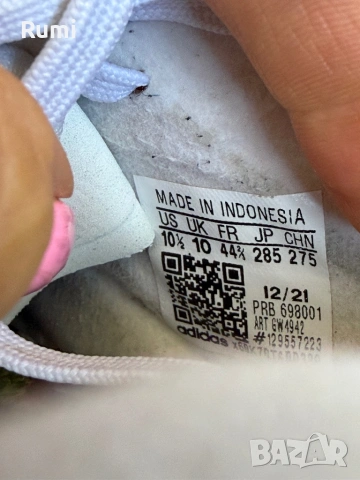 Rumi
MADE IN INDONESIA
US UK FR JP CHN
10½ 10 44⅔ 285 275
12/21
PRB 698001
ART GW4942
#129557223
adidas
BAZAR